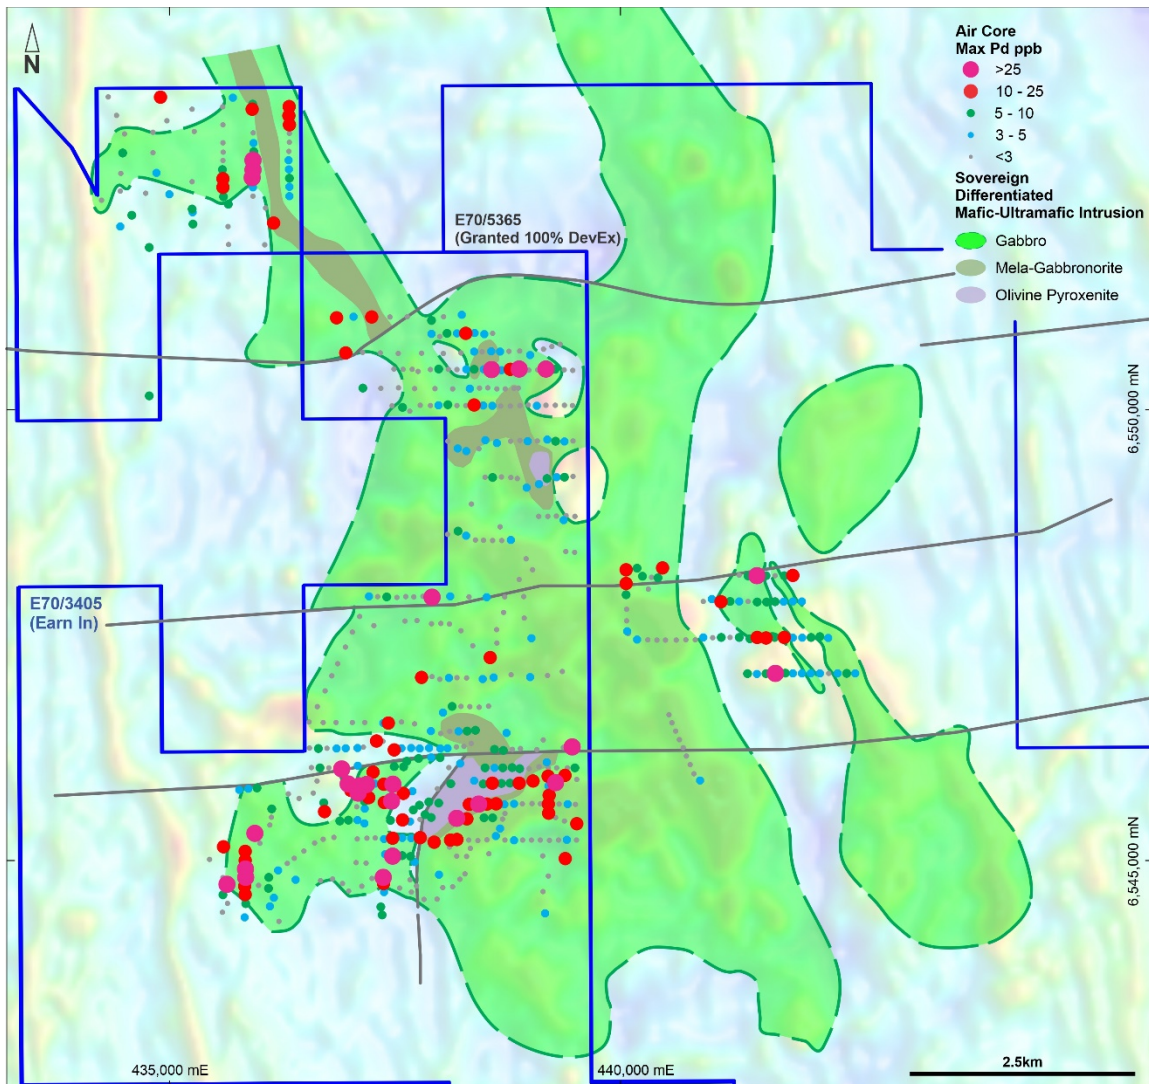 N
Air Core
Max Pd ppb
>25
10 - 25
5 - 10
3 - 5
<3
Sovereign
Differentiated
Mafic-Ultramafic Intrusion
Gabbro
Mela-Gabbronorite
Olivine Pyroxenite
E70/5365
(Granted 100% DevEx)
6,550,000 mN
E70/3405
(Earn In)
6,545,000 mN
435,000 mE
440,000 mE
2.5km